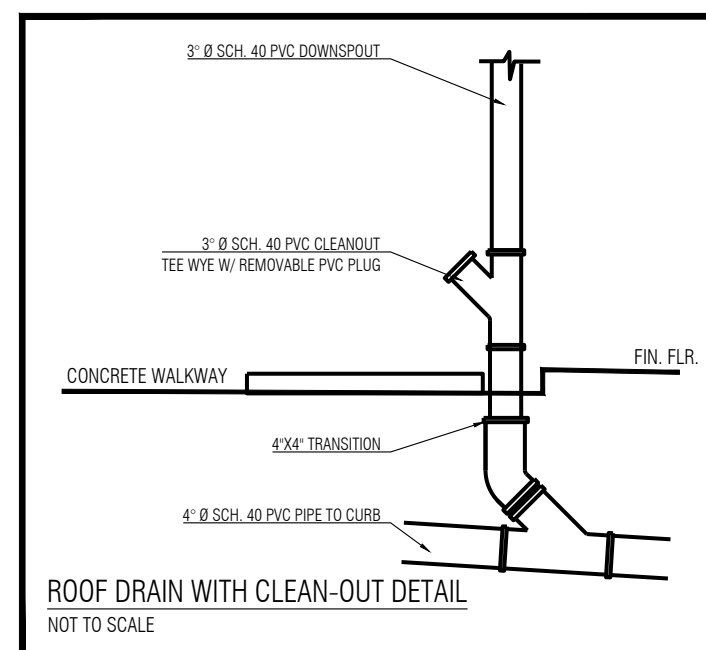 3° Ø SCH. 40 PVC DOWNSPOUT
3° Ø SCH. 40 PVC CLEANOUT
TEE WYE W/ REMOVABLE PVC PLUG
FIN. FLR.
CONCRETE WALKWAY
4"X4" TRANSITION
4° Ø SCH. 40 PVC PIPE TO CURB
ROOF DRAIN WITH CLEAN-OUT DETAIL
NOT TO SCALE